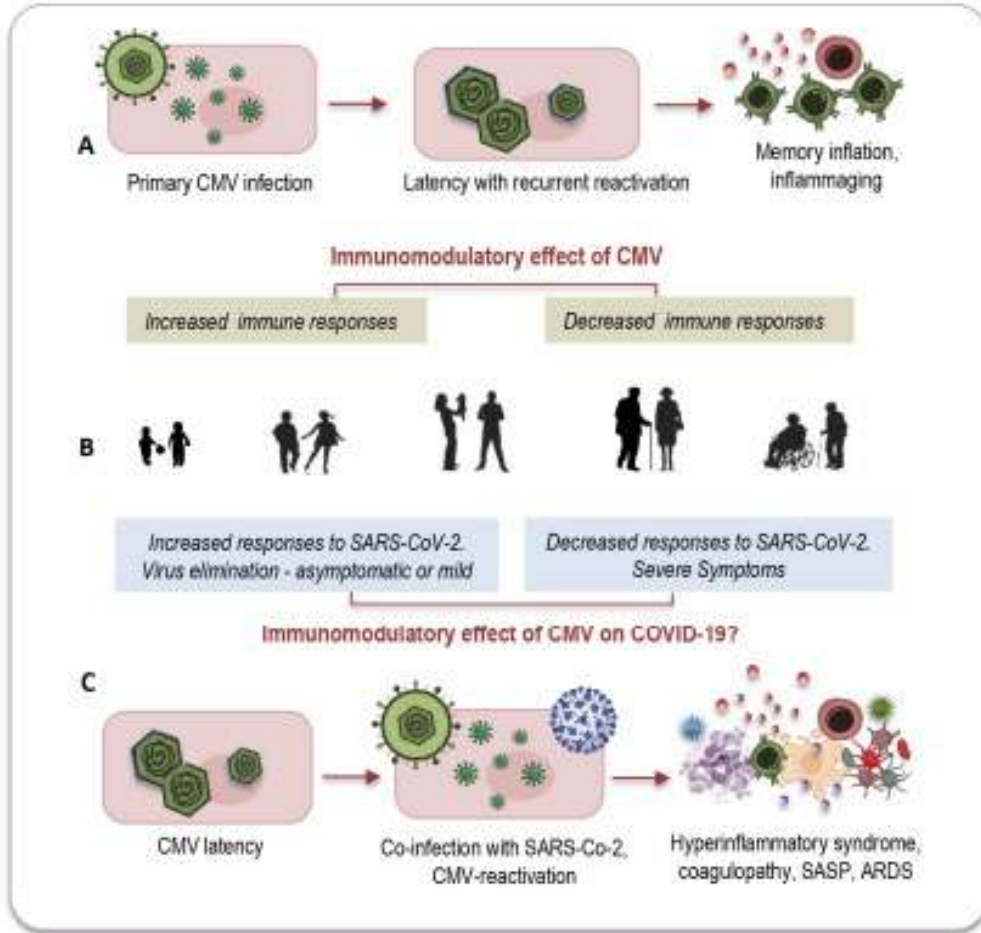 A
Primary CMV infection
Latency with recurrent reactivation
Memory inflation,
inflammaging
Immunomodulatory effect of CMV
Increased immune responses
Decreased immune responses
B
Increased responses to SARS-CoV-2.
Virus elimination - asymptomatic or mild
Decreased responses to SARS-CoV-2.
Severe Symptoms
Immunomodulatory effect of CMV on COVID-19?
C
CMV latency
Co-infection with SARS-Co-2,
CMV-reactivation
Hyperinflammatory syndrome,
coagulopathy, SASP, ARDS